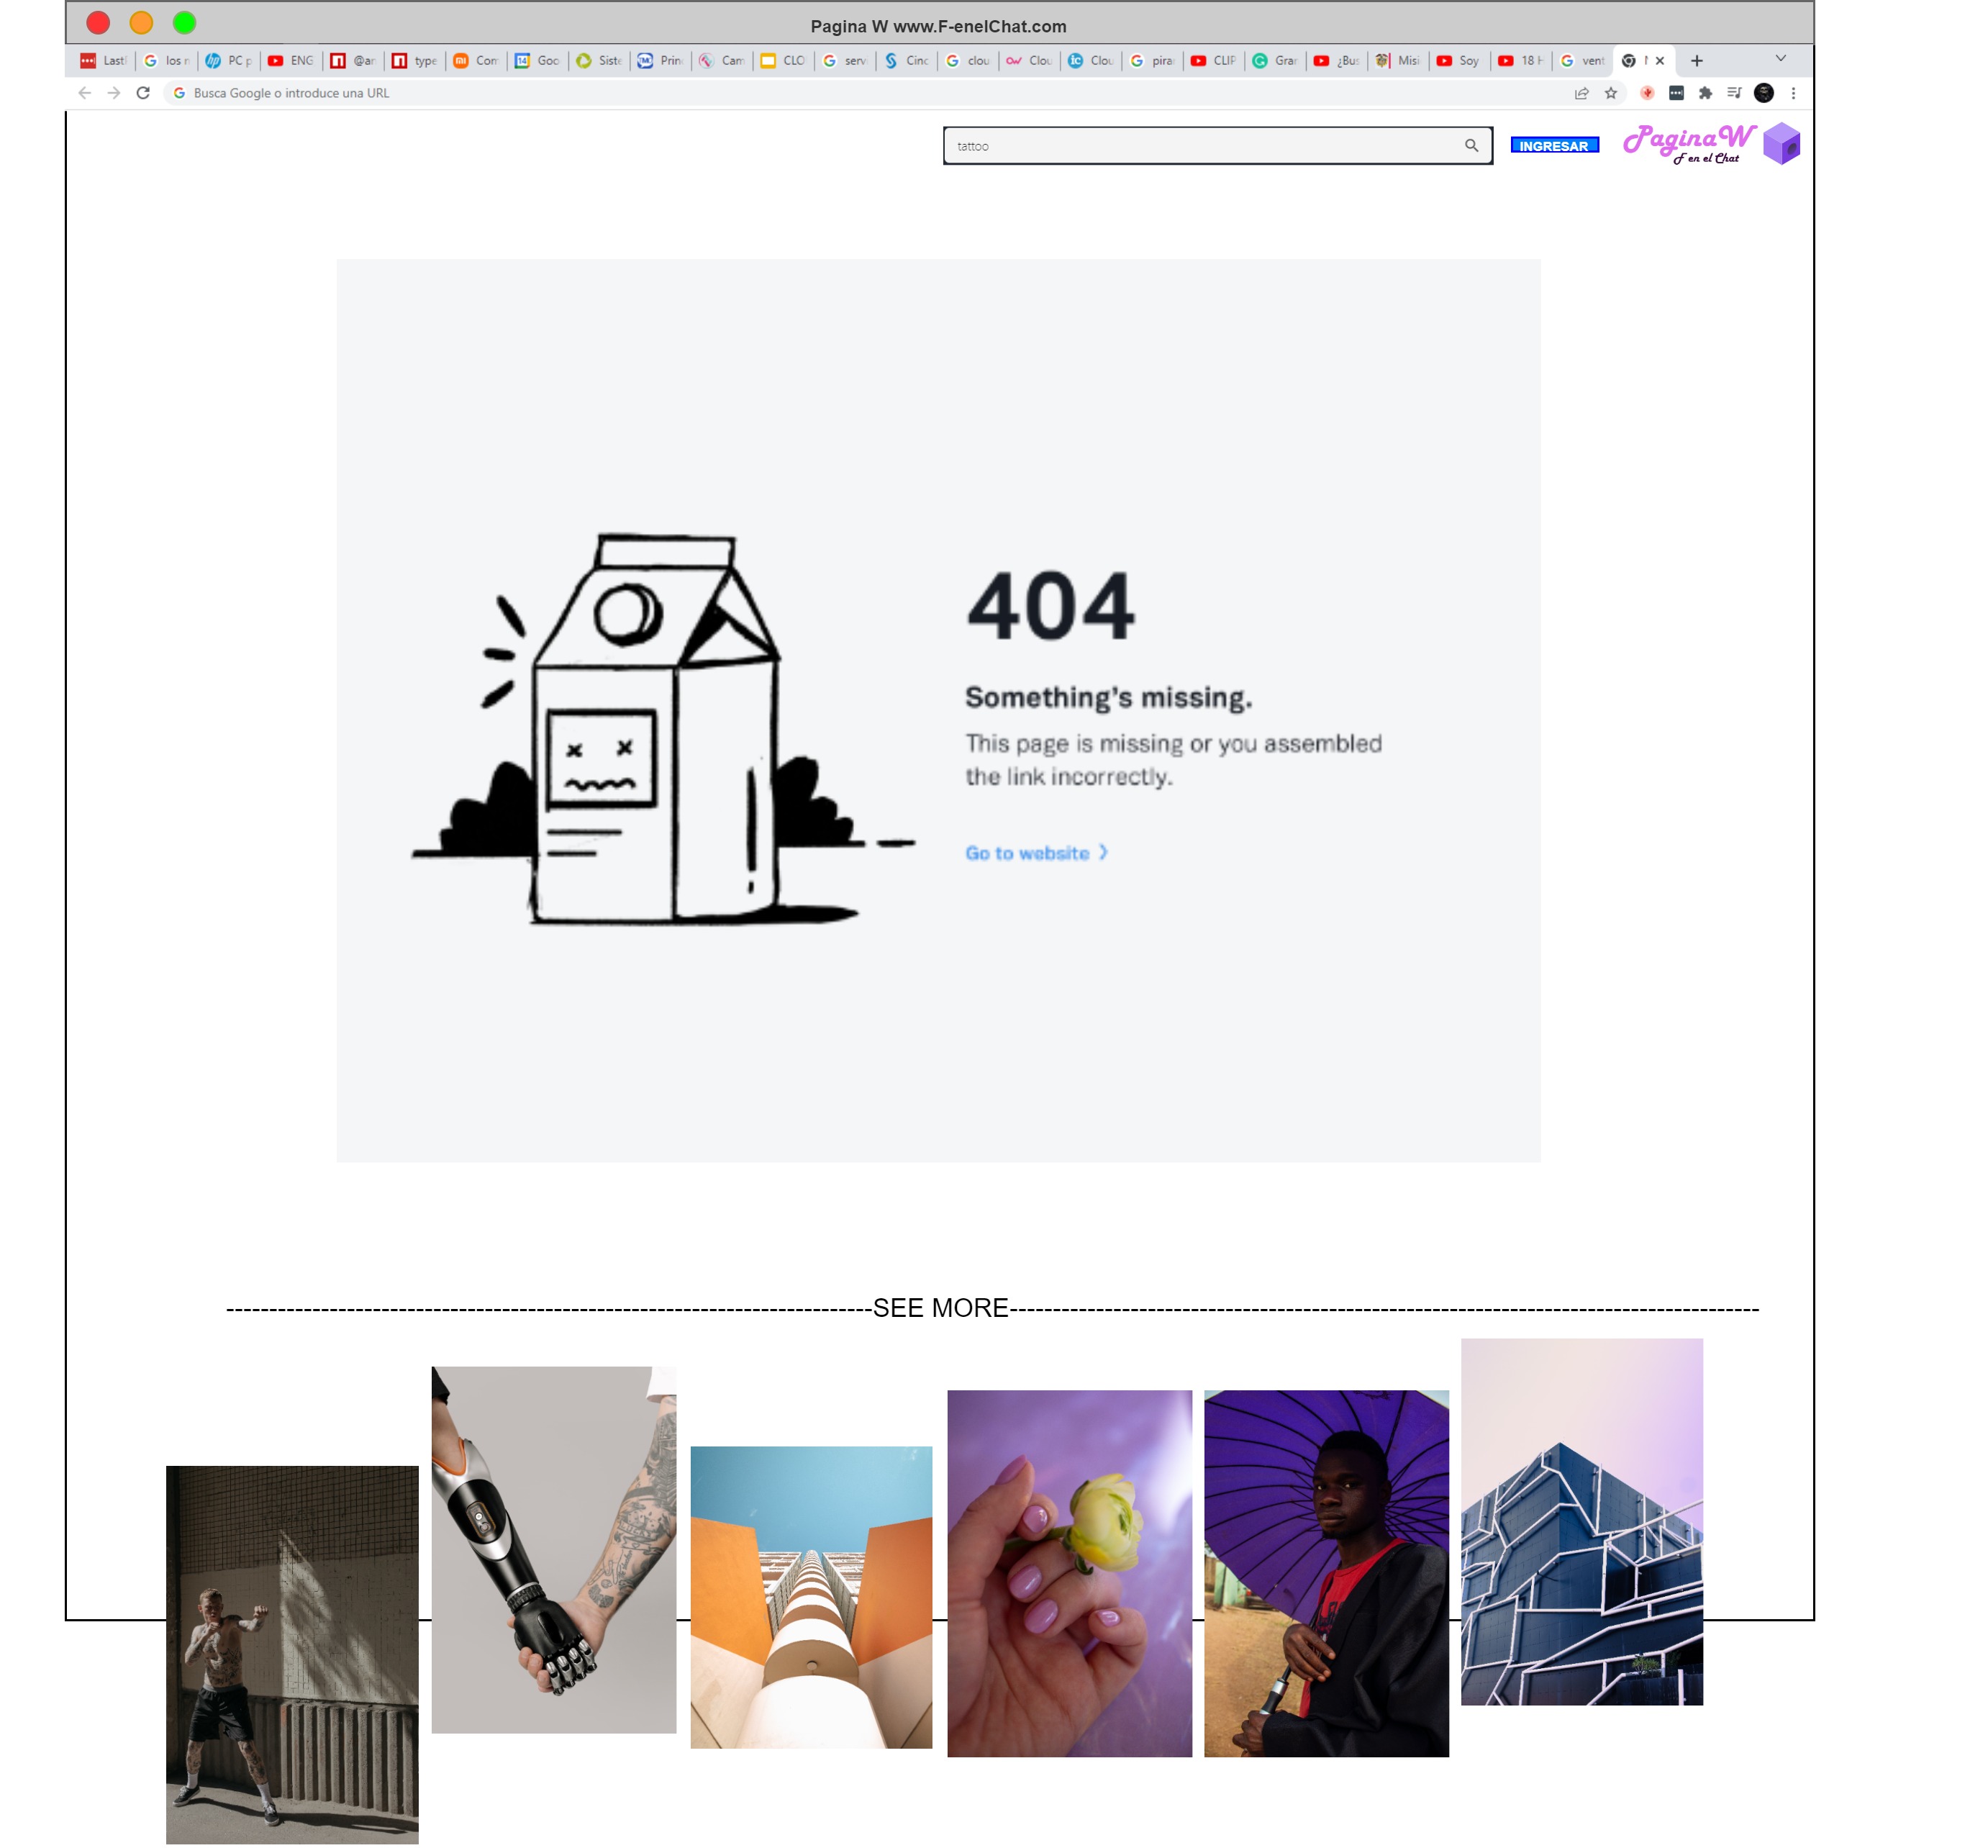 Pagina W www.F-enelChat.com
Last
los
PC p
ENG
@ar
type
Com
Goo
Siste
Prin
Cam
CLO
serv
Cinc
clou
Clou
Clou
pira
CLIP
Gran
¿Bus
Misi
Soy
18 H
vent
Busca Google o introduce una URL
tattoo
INGRESAR
PaginaW
F en el Chat
404
Something's missing.
This page is missing or you assembled
the link incorrectly.
Go to website
--------------------SEE MORE--------------------